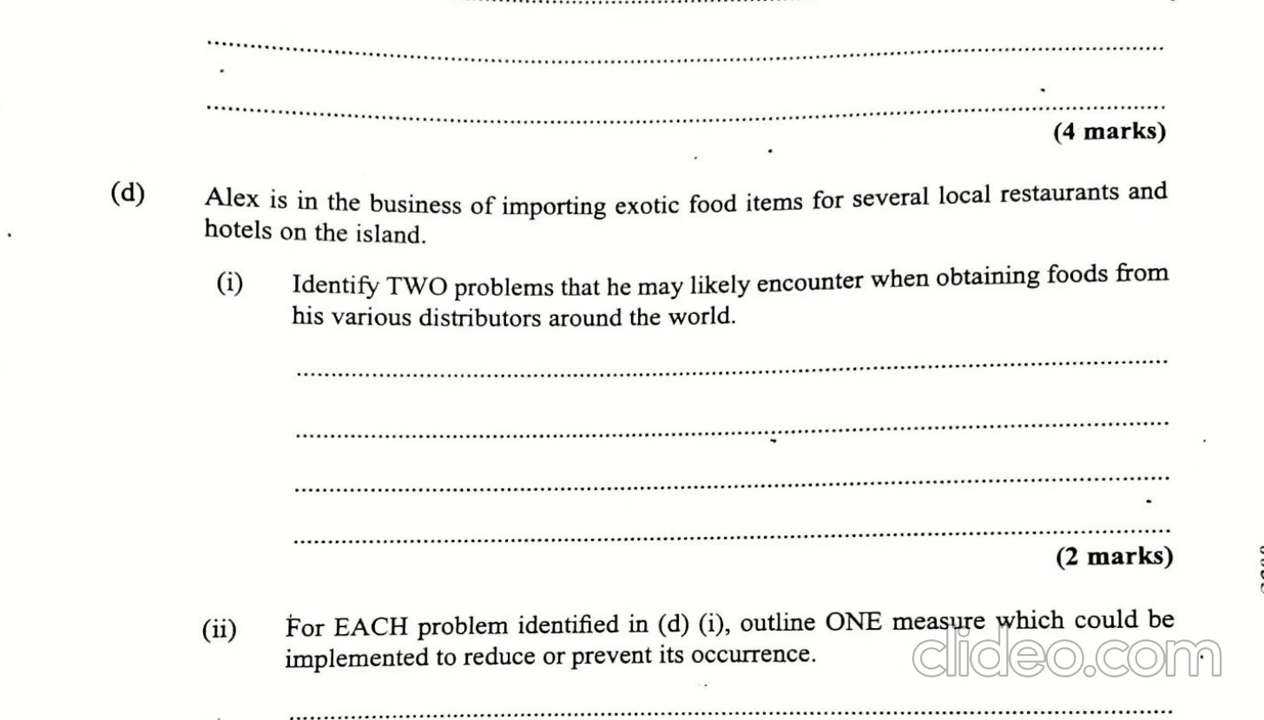 (4 marks)
(d) Alex is in the business of importing exotic food items for several local restaurants and
hotels on the island.
(i) Identify TWO problems that he may likely encounter when obtaining foods from
his various distributors around the world.
(2 marks)
(ii) For EACH problem identified in (d) (i), outline ONE measure which could be
implemented to reduce or prevent its occurrence.
clideo.com